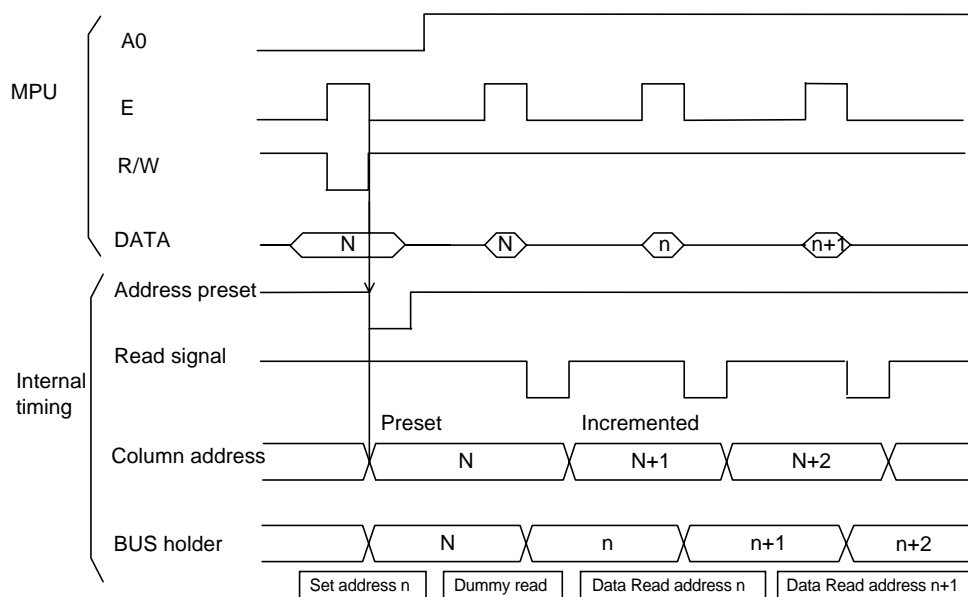 MPU
A0
E
R/W
DATA N N n n+1
Internal
timing
Address preset
Read signal
Preset Incremented
Column address N N+1 N+2
BUS holder N n n+1 n+2
Set address n Dummy read Data Read address n Data Read address n+1